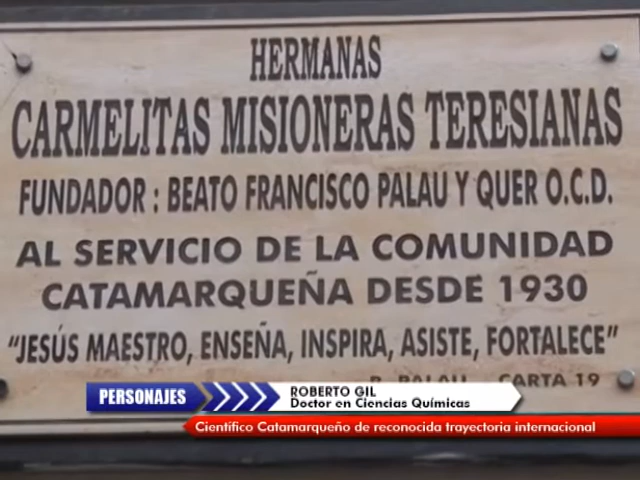 HERMANAS
CARMELITAS MISIONERAS TERESIANAS
FUNDADOR : BEATO FRANCISCO PALAU Y QUER O.C.D.
AL SERVICIO DE LA COMUNIDAD
CATAMARQUEÑA DESDE 1930
"JESÚS MAESTRO, ENSEÑA, INSPIRA, ASISTE, FORTALECE"
PALAU CARTA 19
PERSONAJES
ROBERTO GIL
Doctor en Ciencias Químicas
Científico Catamarqueño de reconocida trayectoria internacional